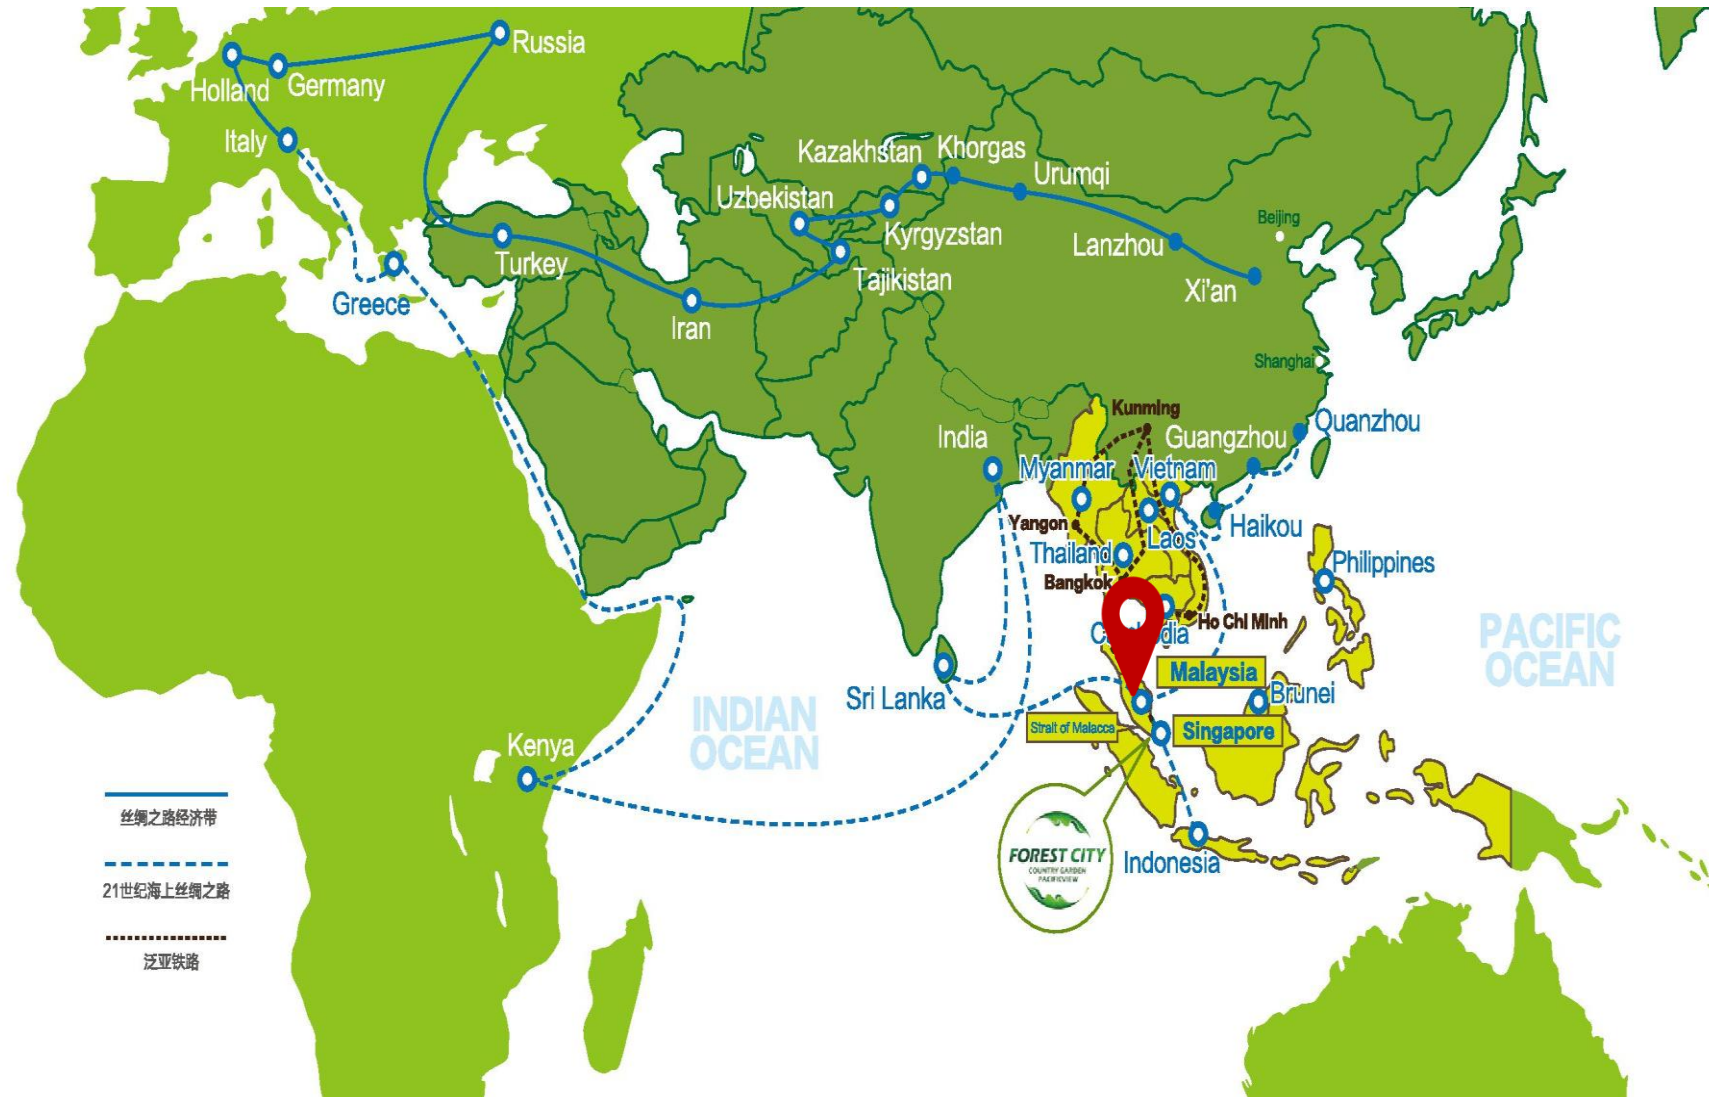 Russia
Holland
Germany
Italy
Kazakhstan
Khorgas
Urumqi
Uzbekistan
Kyrgyzstan
Beijing
Lanzhou
Turkey
Tajikistan
Xi'an
Greece
Iran
Shanghai
Kunming
Quanzhou
India
Guangzhou
Myanmar
Vietnam
Yangon
Haikou
Thailand
Laos
Philippines
Bangkok
Ho Chi Minh
PACIFIC
OCEAN
Malaysia
Sri Lanka
Brunei
INDIAN
OCEAN
Strait of Malacca
Singapore
Kenya
丝绸之路经济带
FOREST CITY
COUNTRY GARDEN
PACIFICVIEW
Indonesia
21世纪海上丝绸之路
泛亚铁路